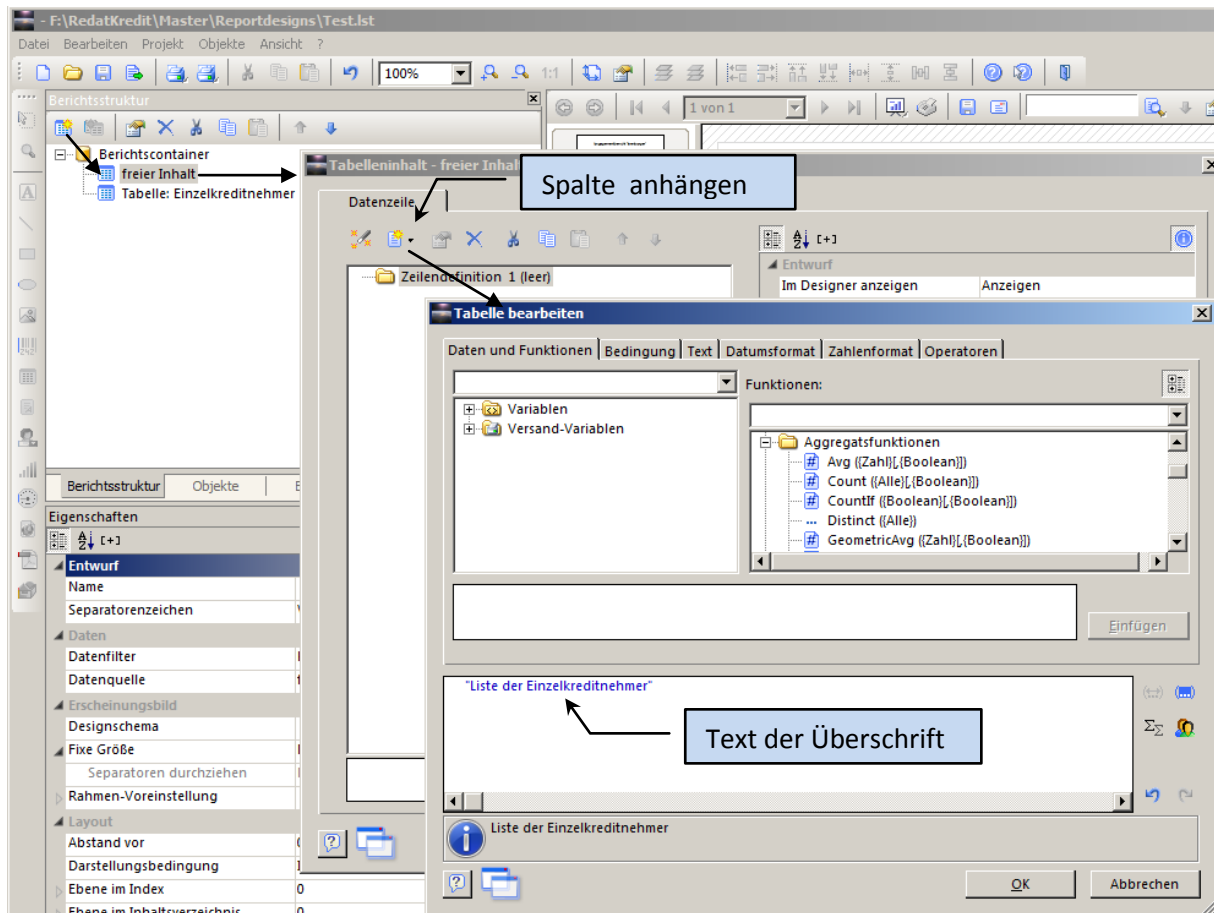 - F:\RedatKredit\Master\Reportdesigns\Test.lst
Datei Bearbeiten Projekt Objekte Ansicht ?
100% 1:1
Berichtsstruktur
1 von 1
Berichtscontainer
freier Inhalt
Tabelle: Einzelkreditnehmer
Tabelleninhalt - freier Inhal
Spalte anhängen
Datenzeile
[+]
Zeilendefinition 1 (leer)
Entwurf
Im Designer anzeigen Anzeigen
Tabelle bearbeiten
Daten und Funktionen Bedingung Text Datumsformat Zahlenformat Operatoren
Funktionen:
Variablen
Versand-Variablen
Aggregatsfunktionen
Avg ({Zahl}[,{Boolean}])
Count ({Alle}[,{Boolean}])
CountIf ({Boolean}[,{Boolean}])
Distinct ({Alle})
GeometricAvg ({Zahl}[,{Boolean}])
Berichtsstruktur Objekte
Eigenschaften
[+]
Entwurf
Name
Separatorenzeichen
Daten
Datenfilter
Datenquelle
Erscheinungsbild
Designschema
Fixe Größe
Separatoren durchziehen
Rahmen-Voreinstellung
Layout
Abstand vor
Darstellungsbedingung
Ebene im Index 0
Ebene im Inhaltsverzeichnis 0
Einfügen
"Liste der Einzelkreditnehmer"
Text der Überschrift
Liste der Einzelkreditnehmer
OK Abbrechen